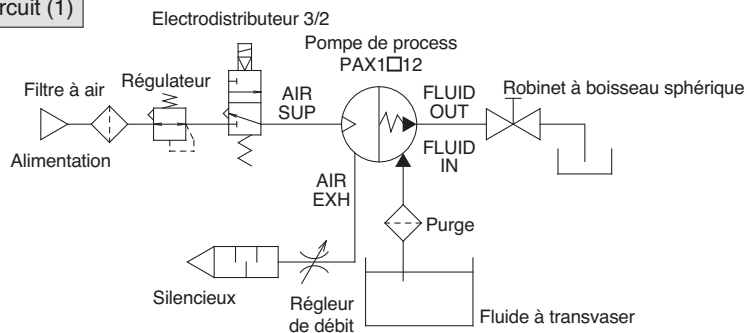 rcuit (1)
Electrodistributeur 3/2
Pompe de process
PAX1□12
Filtre à air
Régulateur
AIR
SUP
FLUID
OUT
Robinet à boisseau sphérique
Alimentation
FLUID
IN
AIR
EXH
Purge
Silencieux
Régleur
de débit
Fluide à transvaser